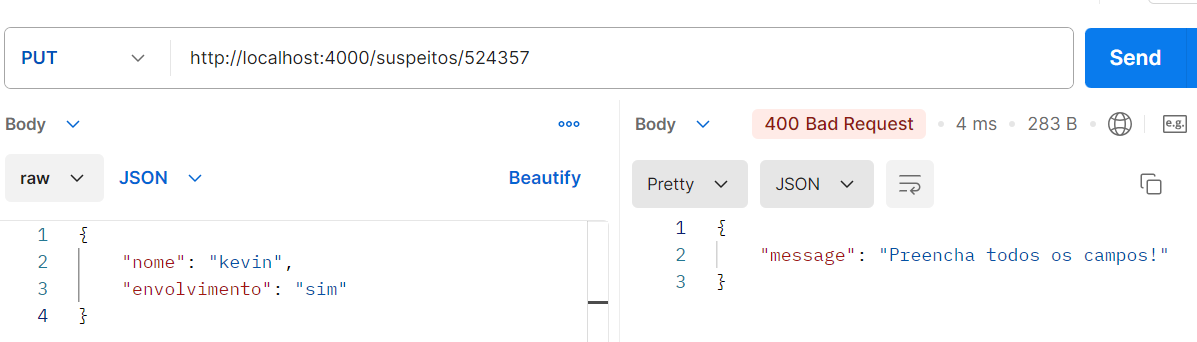 PUT http://localhost:4000/suspeitos/524357 Send
Body Body 400 Bad Request 4 ms 283 B e.g.
raw JSON Beautify Pretty JSON
1 {
2 "nome": "kevin",
3 "envolvimento": "sim"
4 }
1 {
2 "message": "Preencha todos os campos!"
3 }